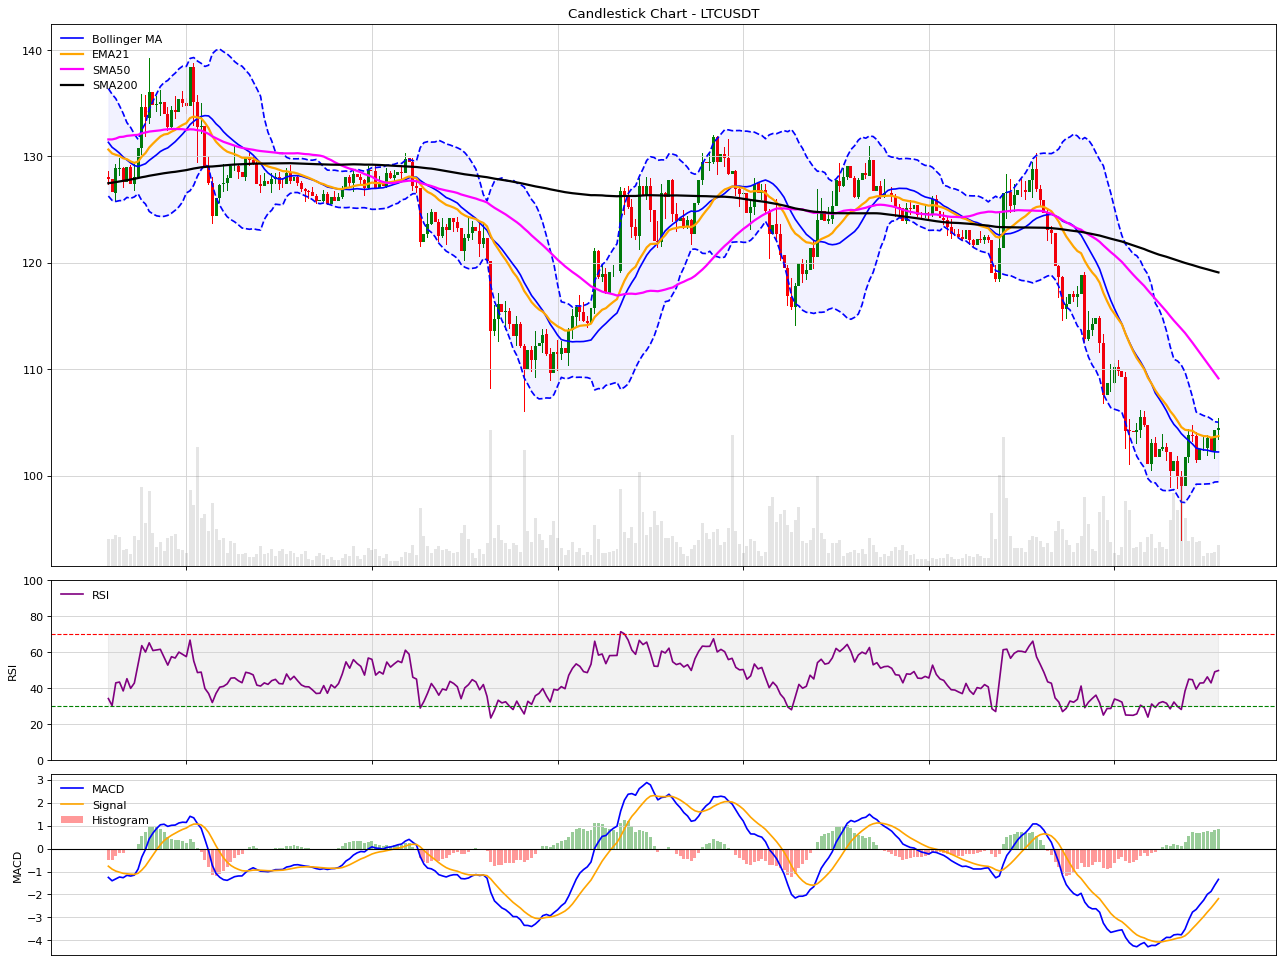 Candlestick Chart - LTCUSDT
Bollinger MA
EMA21
SMA50
SMA200
140
130
120
110
100
RSI
100
80
60
40
20
0
RSI
MACD
Signal
Histogram
3
2
1
0
−1
−2
−3
−4
MACD